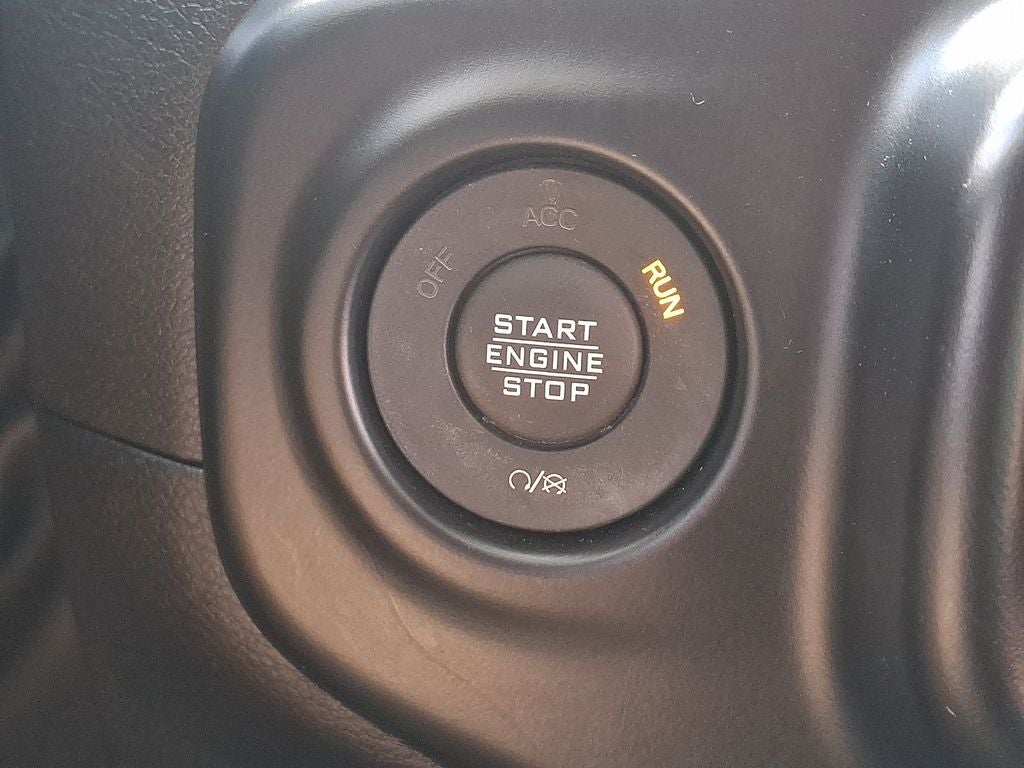 ACC
OFF
RUN
START
ENGINE
STOP